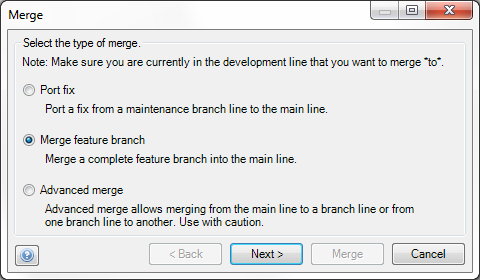 Merge
Select the type of merge.
Note: Make sure you are currently in the development line that you want to merge *to*.
Port fix
Port a fix from a maintenance branch line to the main line.
Merge feature branch
Merge a complete feature branch into the main line.
Advanced merge
Advanced merge allows merging from the main line to a branch line or from
one branch line to another. Use with caution.
? < Back Next > Merge Cancel